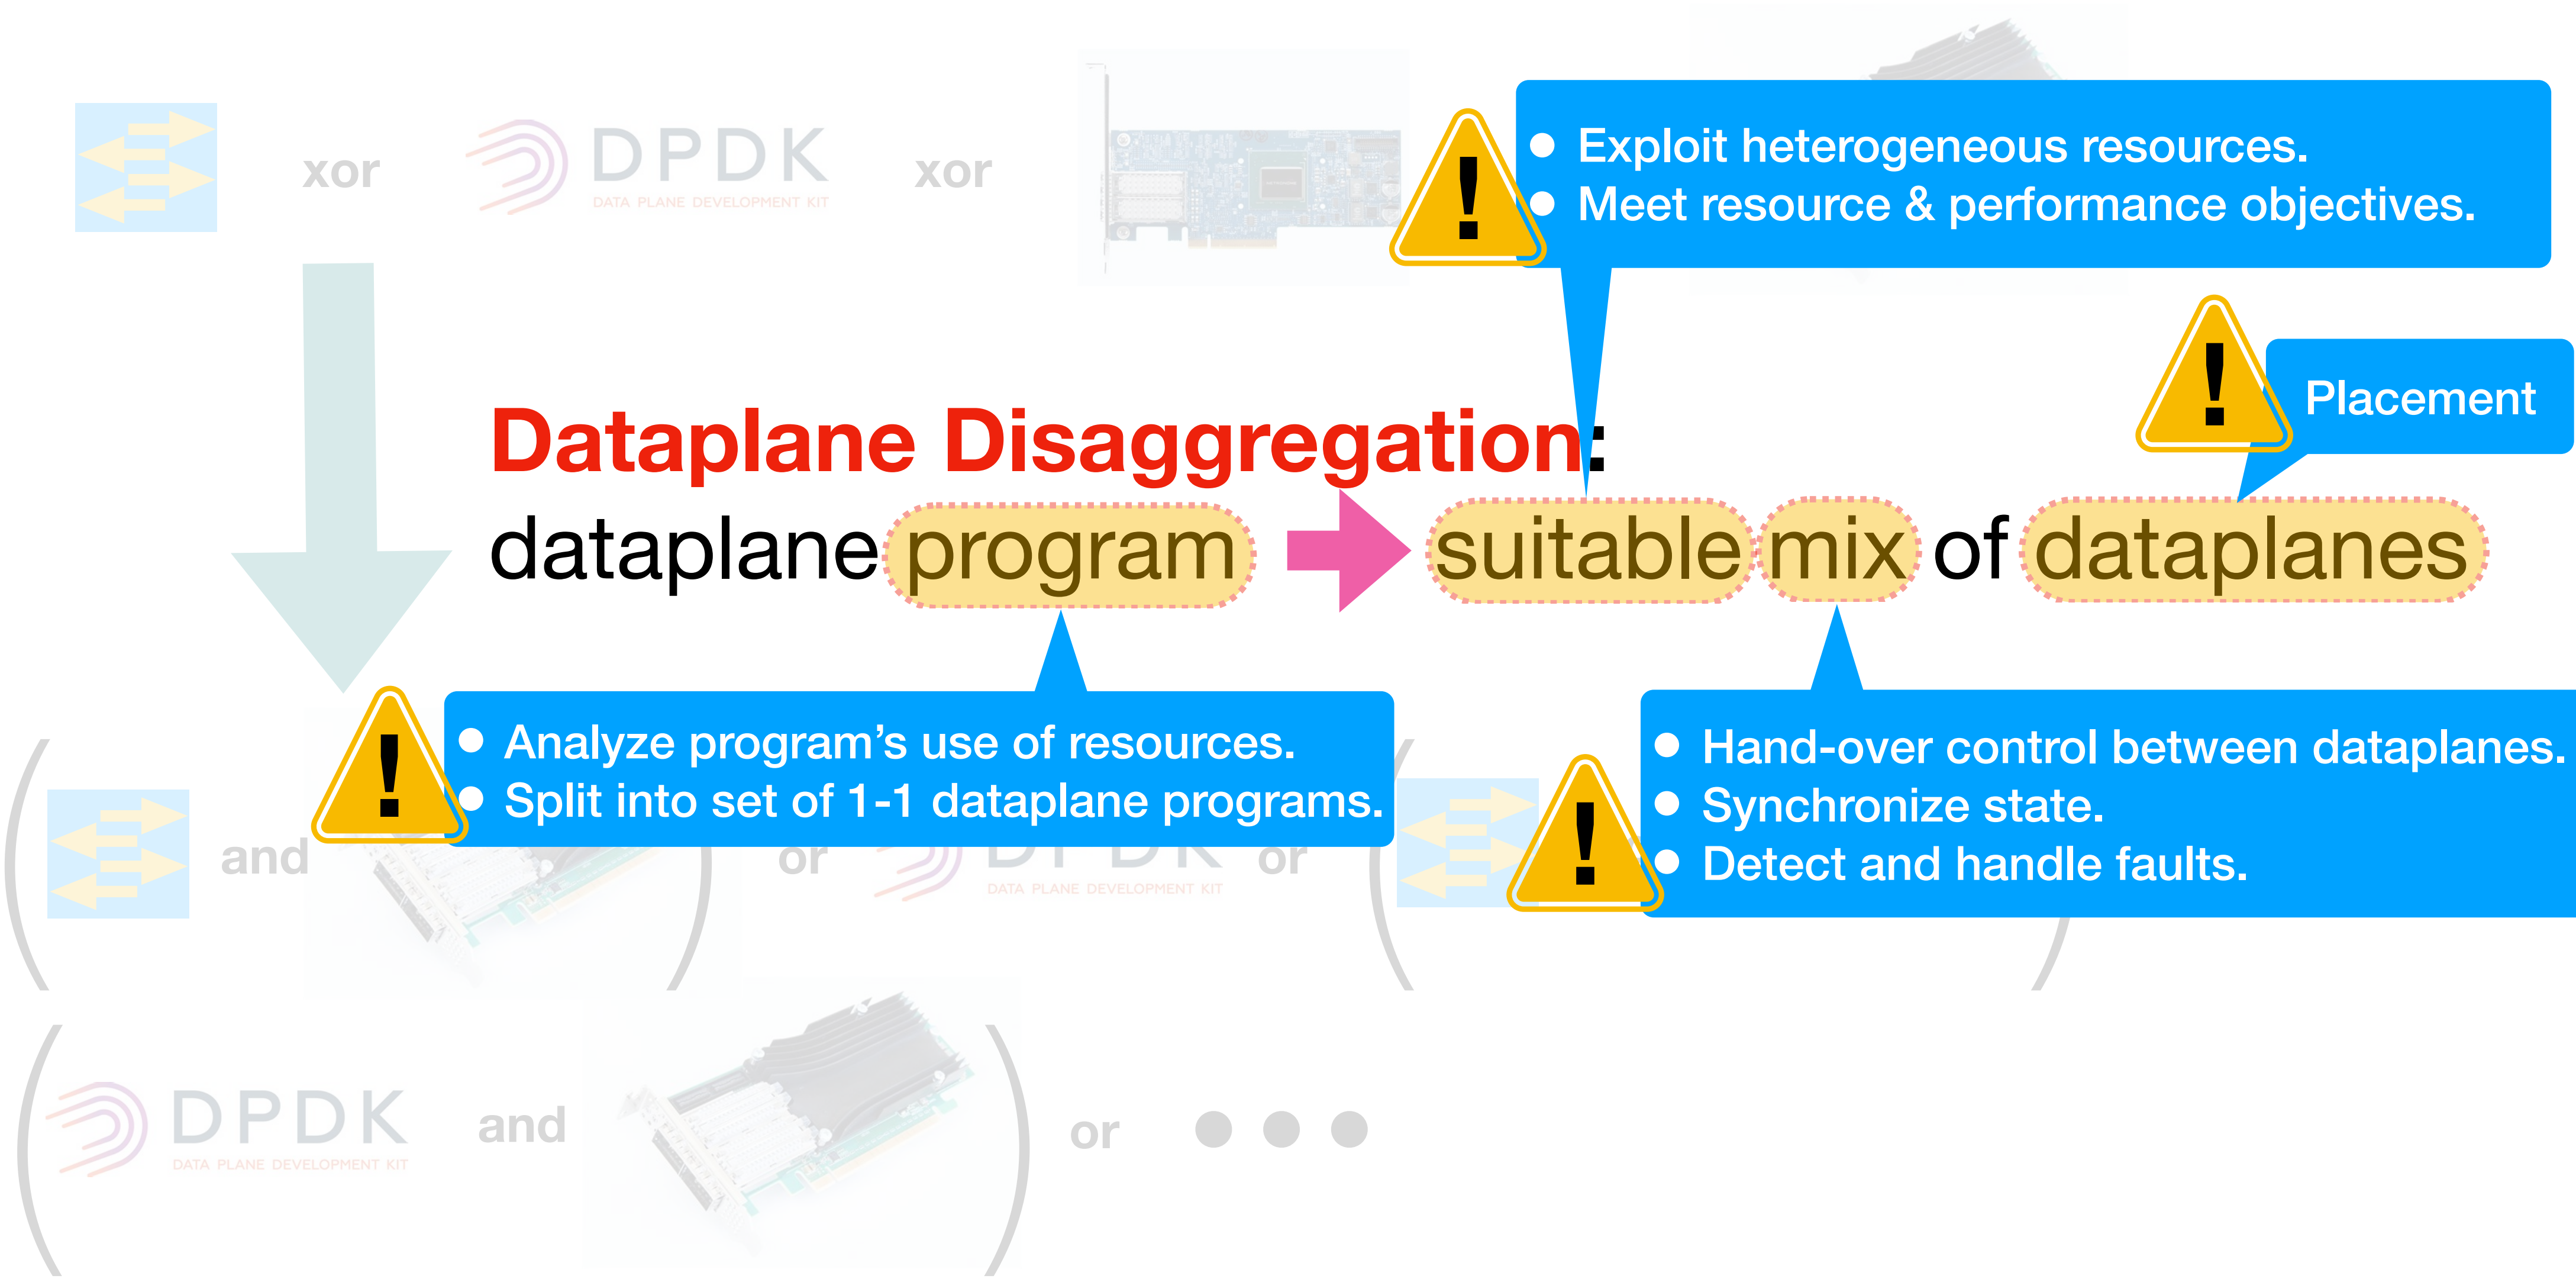 xor
DPDK
DATA PLANE DEVELOPMENT KIT
xor
! • Exploit heterogeneous resources.
• Meet resource & performance objectives.
! Placement
Dataplane Disaggregation:
dataplane program suitable mix of dataplanes
! • Analyze program’s use of resources.
• Split into set of 1-1 dataplane programs.
! • Hand-over control between dataplanes.
• Synchronize state.
• Detect and handle faults.
( and ) or DPDK or ( )
DATA PLANE DEVELOPMENT KIT
( DPDK and ) or • • •
DATA PLANE DEVELOPMENT KIT